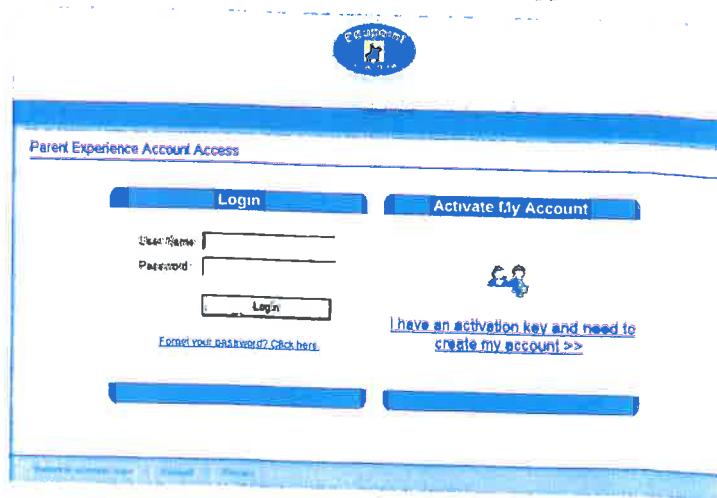 Edupoint
Parent Experience Account Access
Login
Activate My Account
User Name:
Password:
Login
Forgot your password? Click here.
I have an activation key and need to
create my account >>